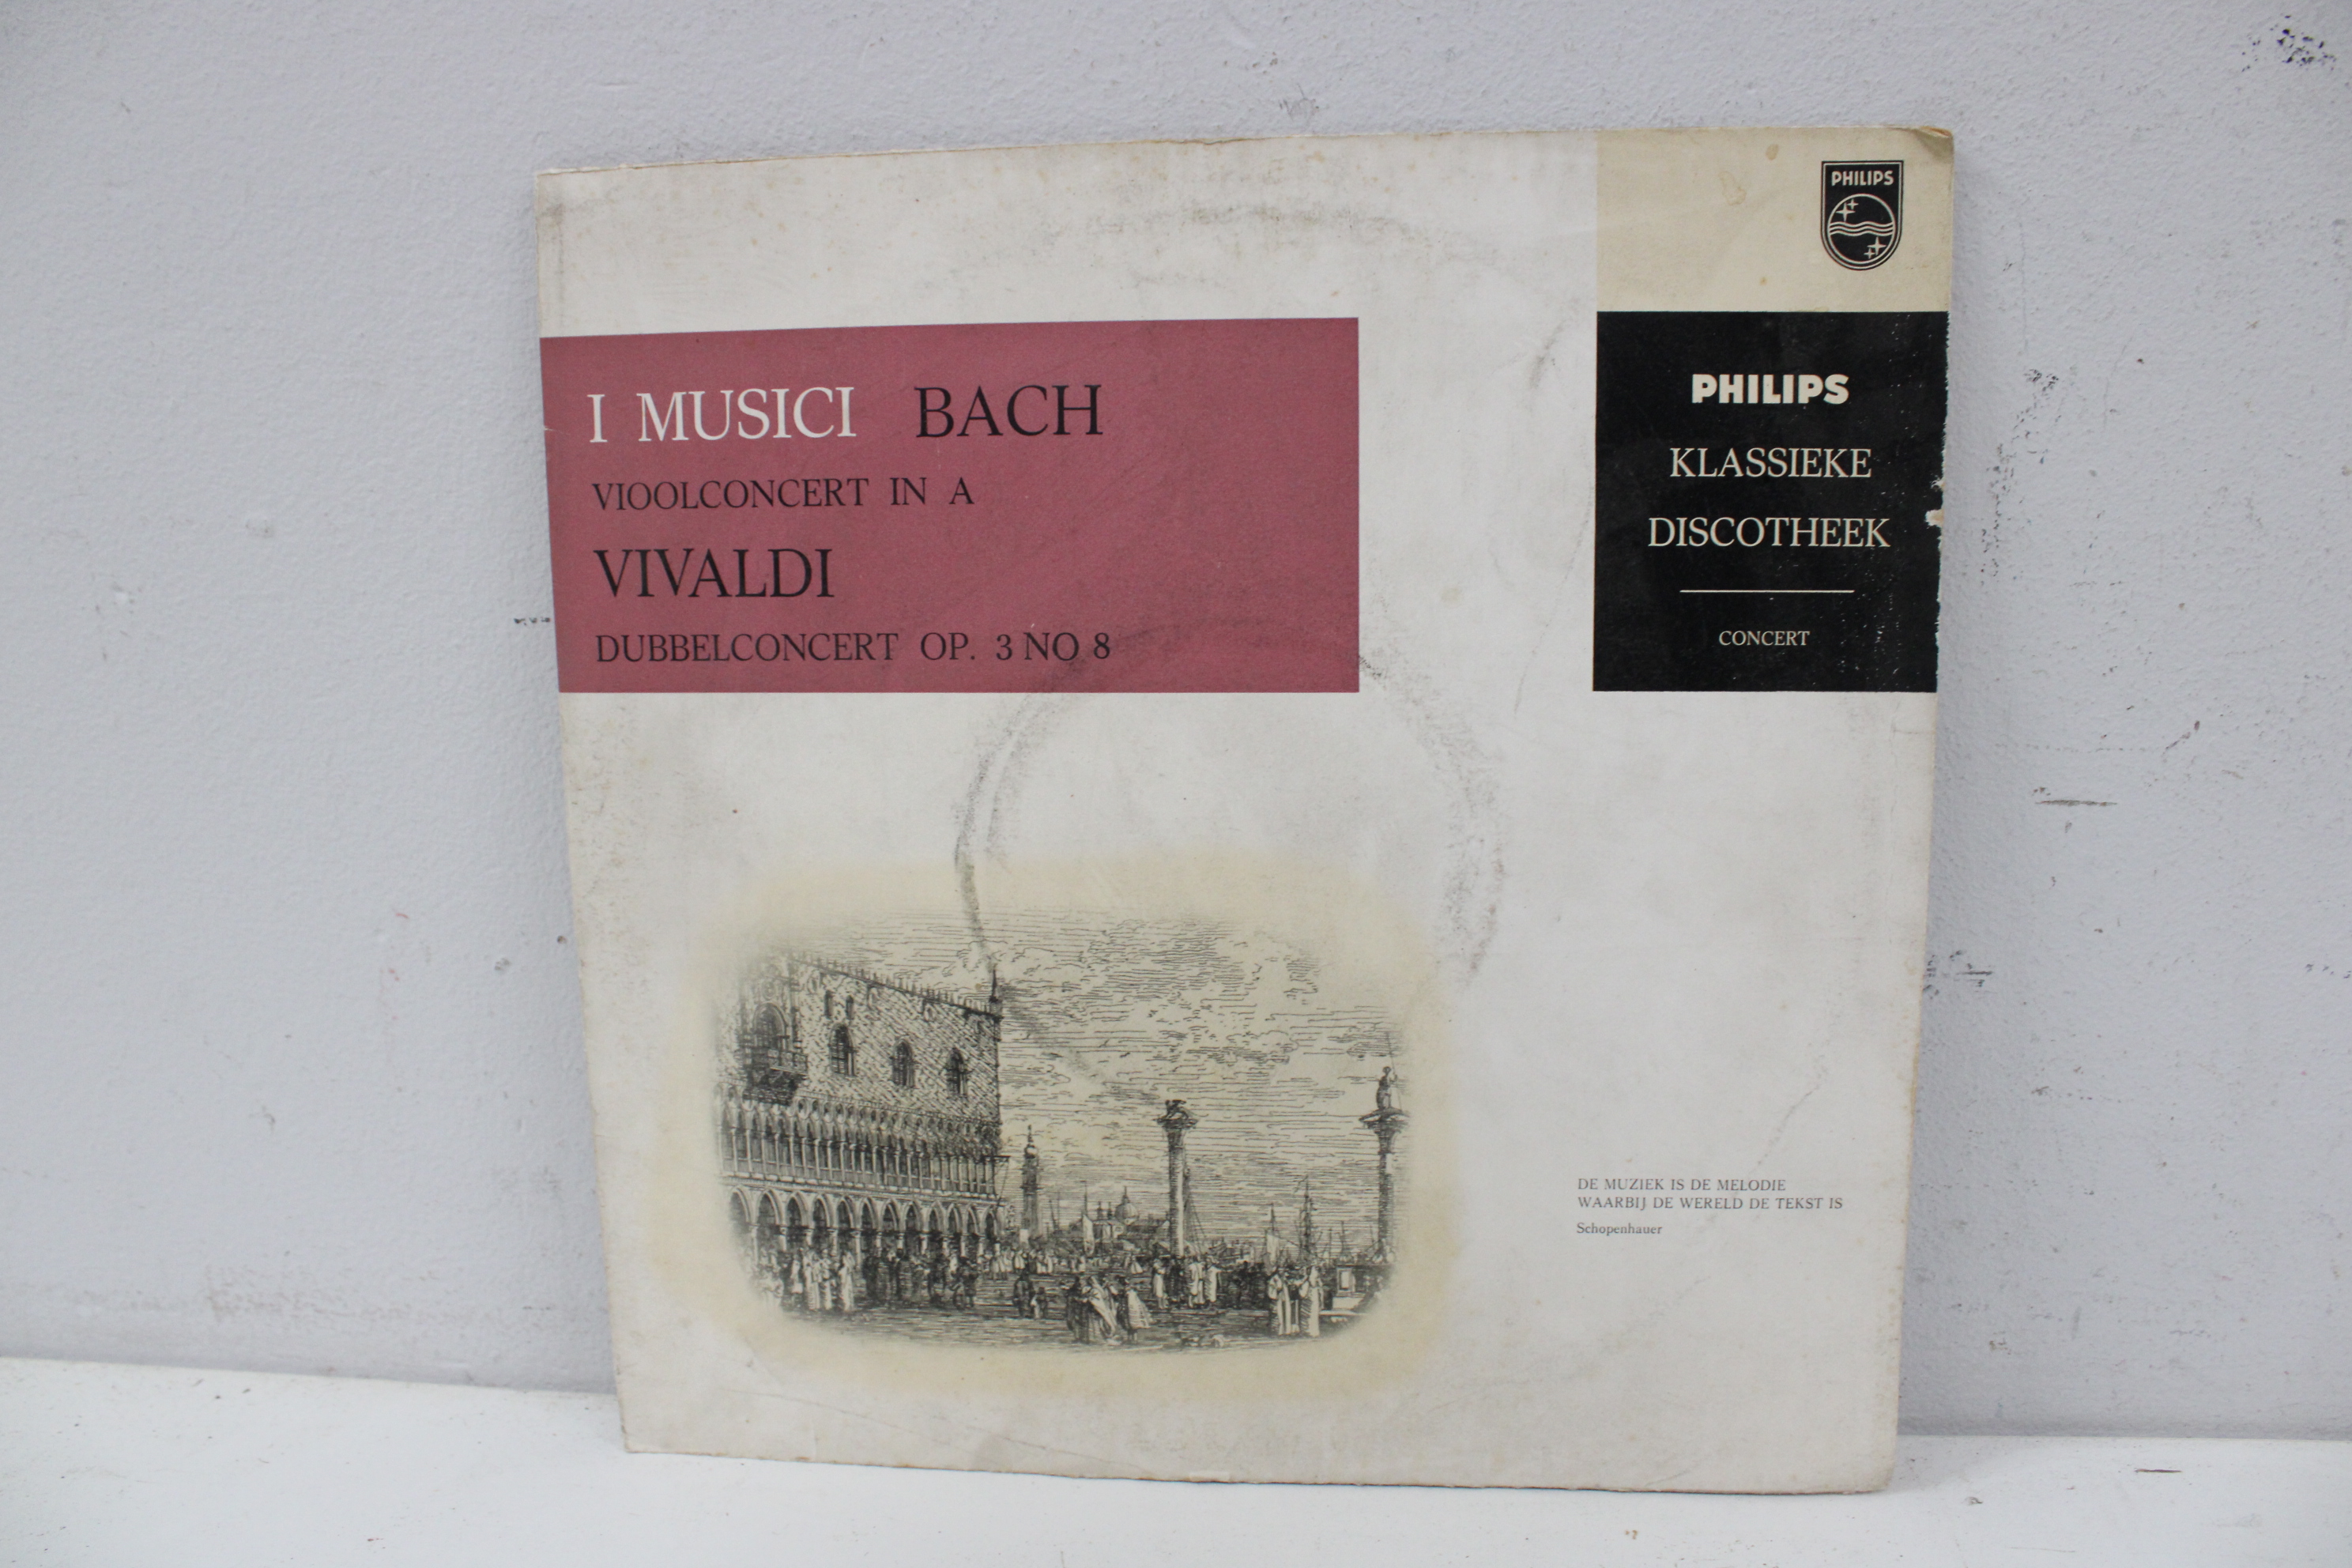 PHILIPS
I MUSICI BACH
VIOOLCONCERT IN A
VIVALDI
DUBBELCONCERT OP. 3 NO 8
PHILIPS
KLASSIEKE
DISCOTHEEK
CONCERT
DE MUZIEK IS DE MELODIE
WAARBIJ DE WERELD DE TEKST IS
Schopenhauer